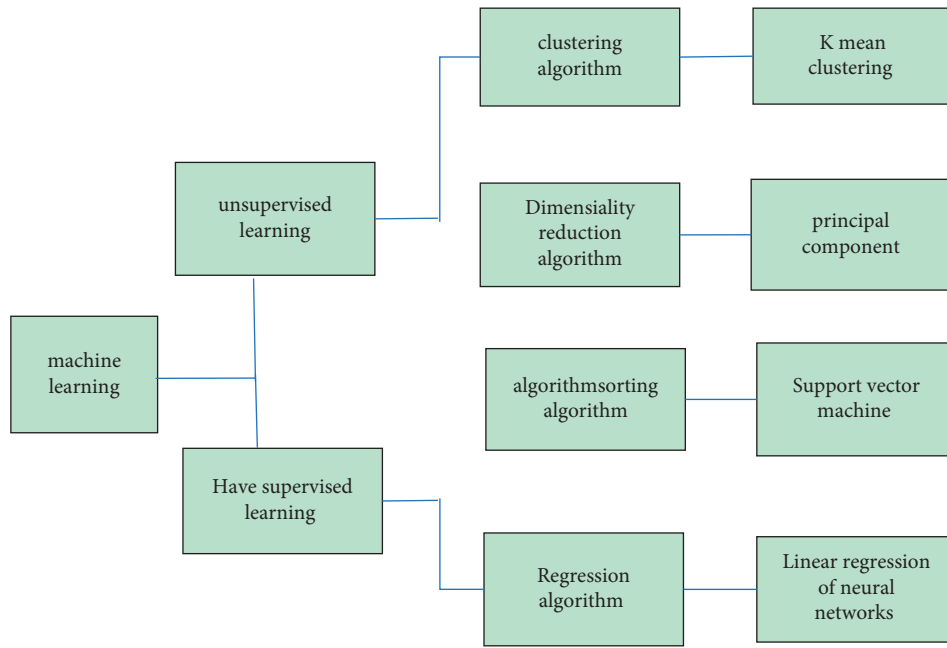 clustering
algorithm
K mean
clustering
unsupervised
learning
Dimensiality
reduction
algorithm
principal
component
machine
learning
algorithmsorting
algorithm
Support vector
machine
Have supervised
learning
Regression
algorithm
Linear regression
of neural
networks